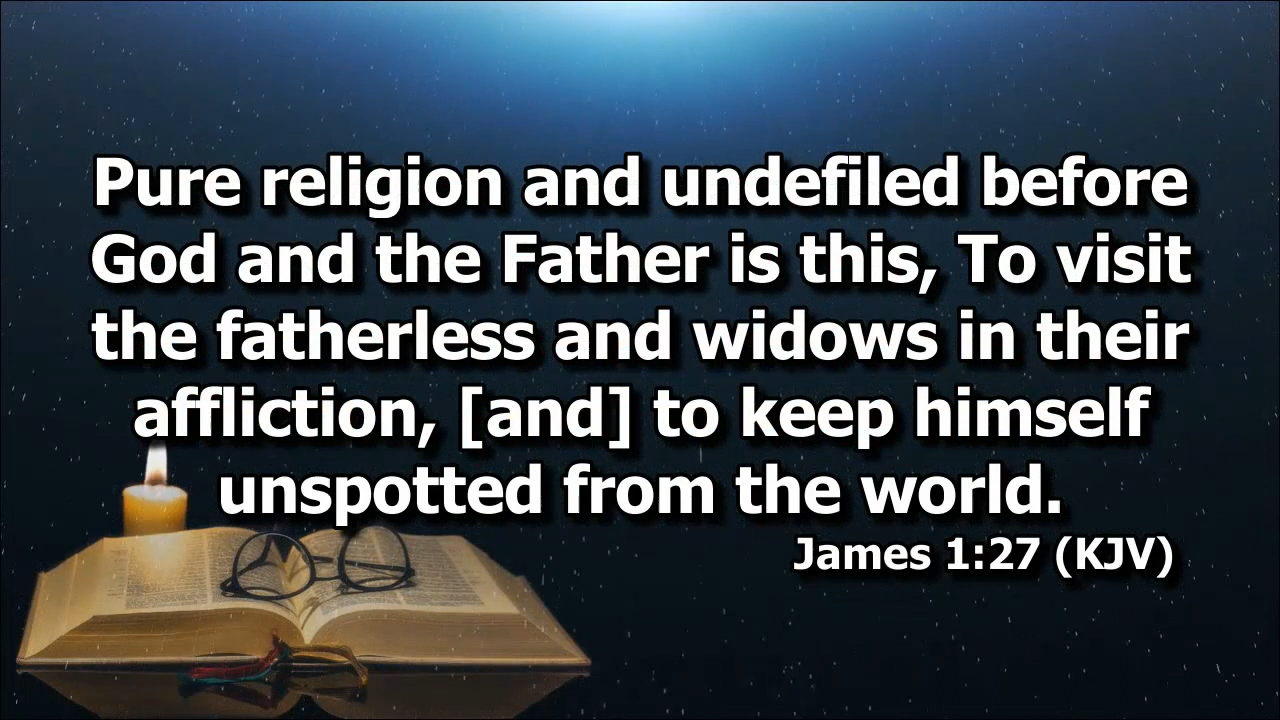 Pure religion and undefiled before
God and the Father is this, To visit
the fatherless and widows in their
affliction, [and] to keep himself
unspotted from the world.
James 1:27 (KJV)